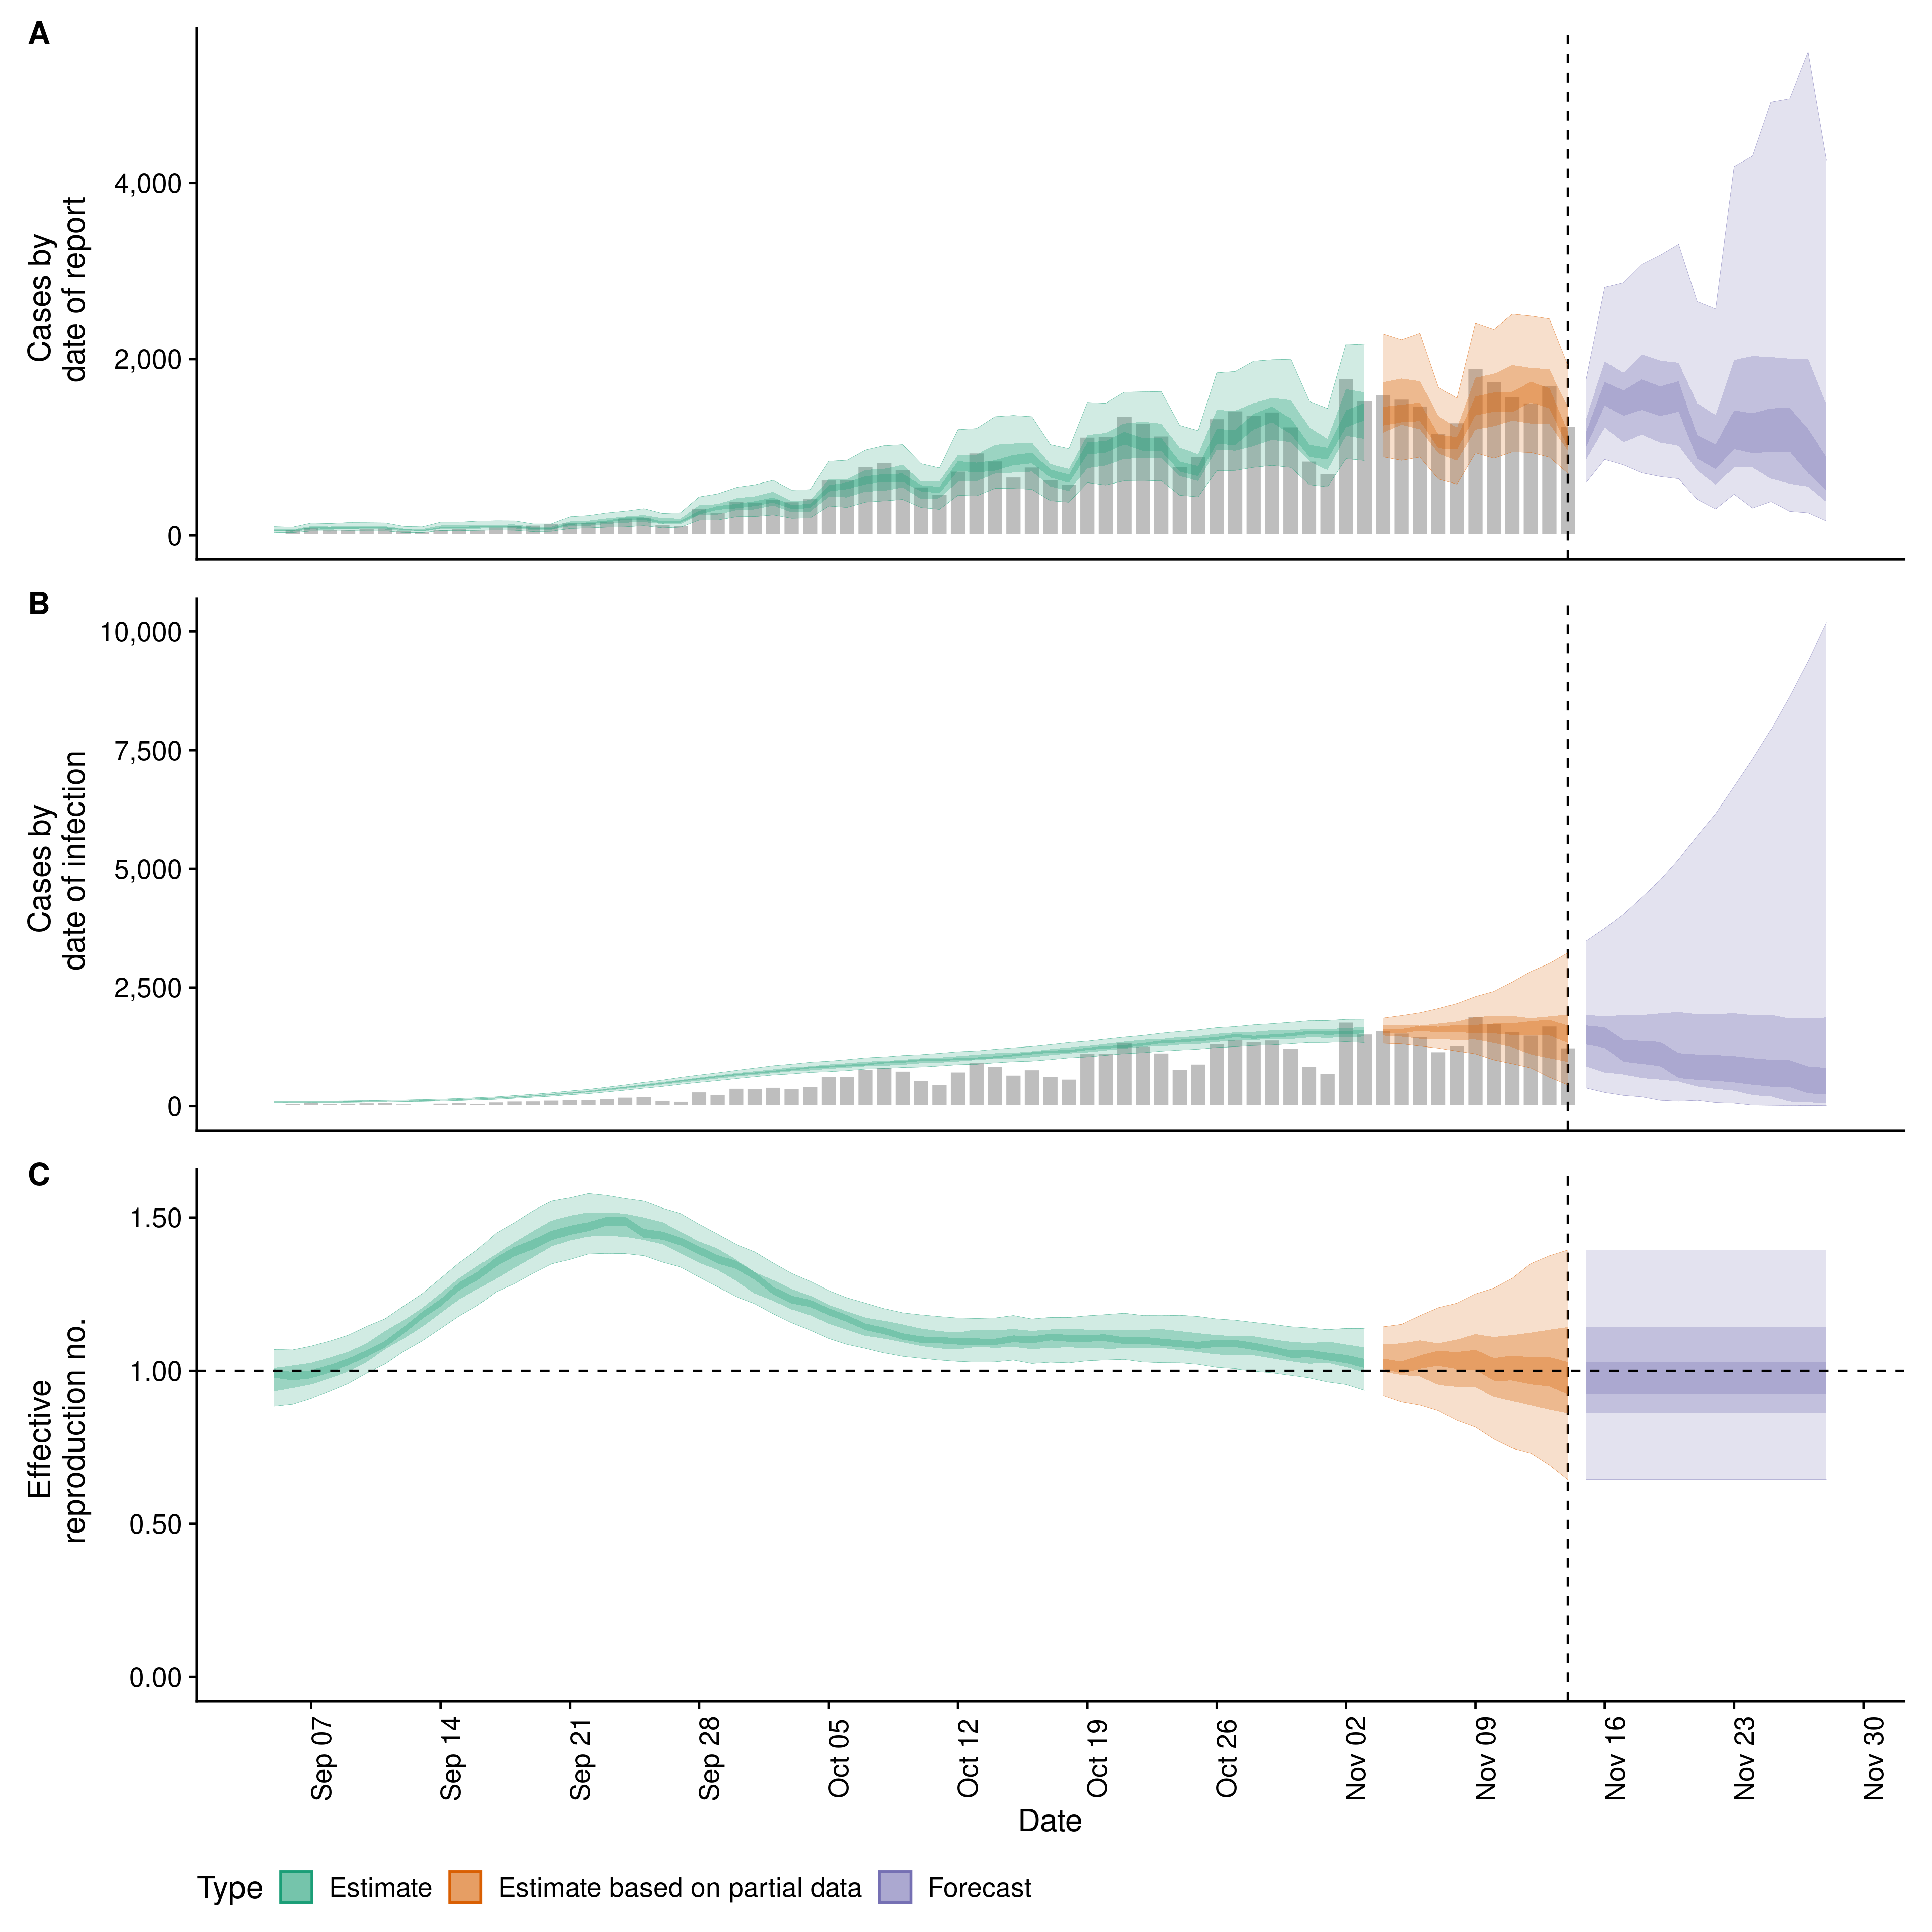 A
Cases by
date of report
4,000
2,000
0
B
Cases by
date of infection
10,000
7,500
5,000
2,500
0
C
Effective
reproduction no.
1.50
1.00
0.50
0.00
Sep 07
Sep 14
Sep 21
Sep 28
Oct 05
Oct 12
Oct 19
Oct 26
Nov 02
Nov 09
Nov 16
Nov 23
Nov 30
Date
Type
Estimate
Estimate based on partial data
Forecast